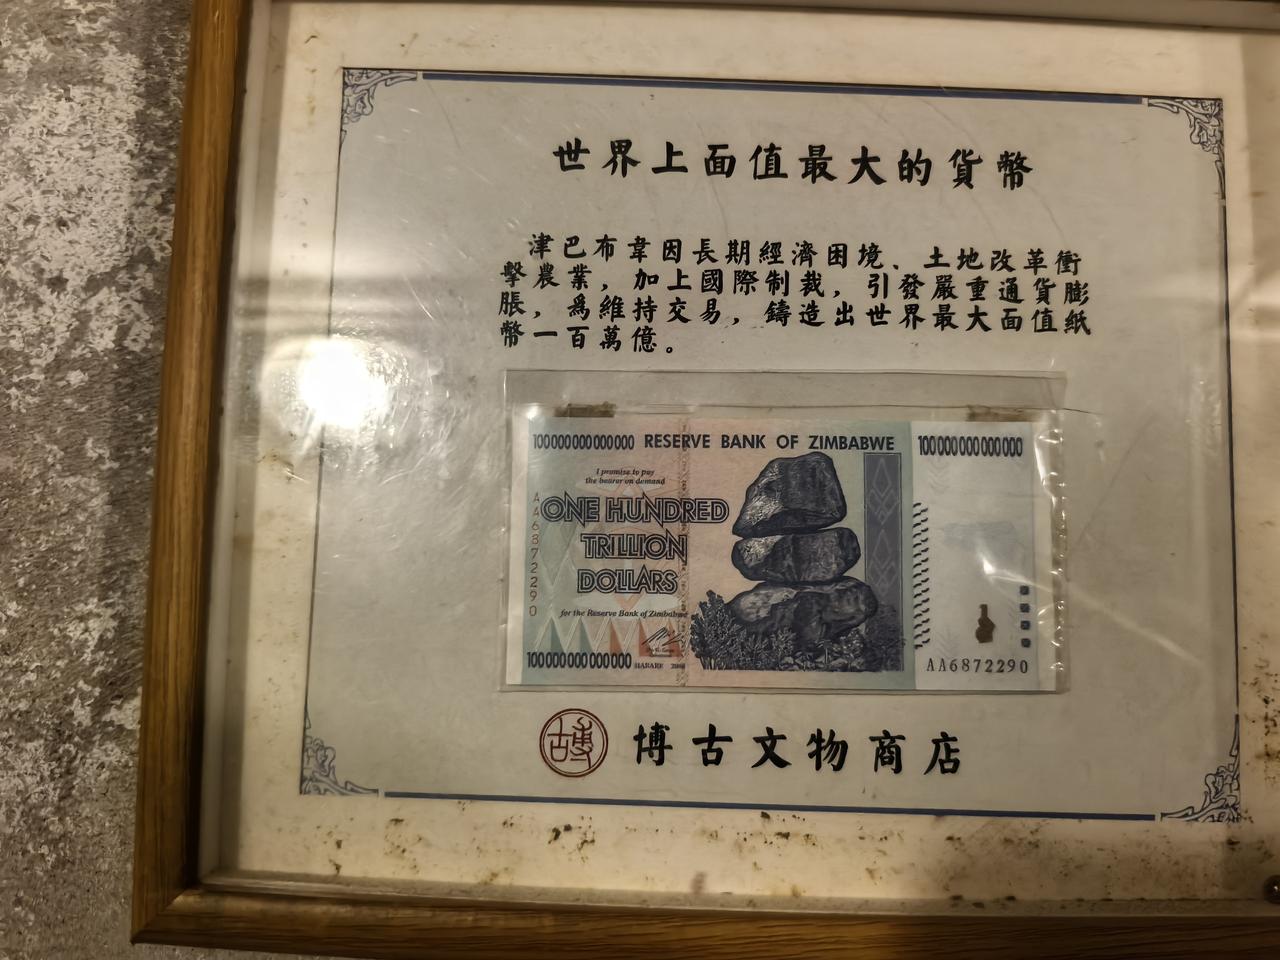 世界上面值最大的貨幣
津巴布韋因長期經濟困境、土地改革衝
擊農業，加上國際制裁，引發嚴重通貨膨
脹，爲維持交易，鑄造出世界最大面值紙
幣一百萬億。
100000000000000 RESERVE BANK OF ZIMBABWE 100000000000000
I promise to pay
the bearer on demand
ONE HUNDRED
TRILLION
DOLLARS
for the Reserve Bank of Zimbabwe
AA6872290
100000000000000 HARARE 2008
AA6872290
博古 博古文物商店